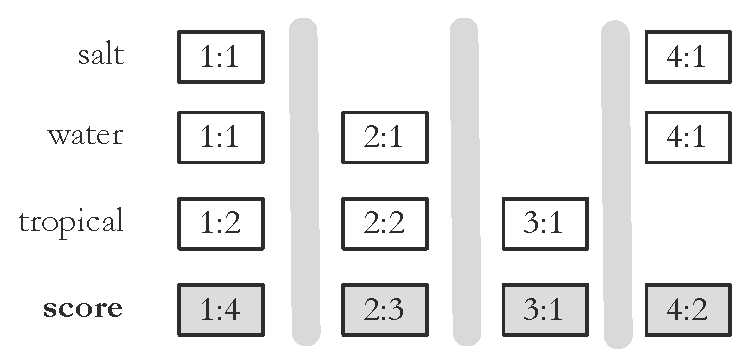 salt 1:1 4:1
water 1:1 2:1 4:1
tropical 1:2 2:2 3:1
score 1:4 2:3 3:1 4:2